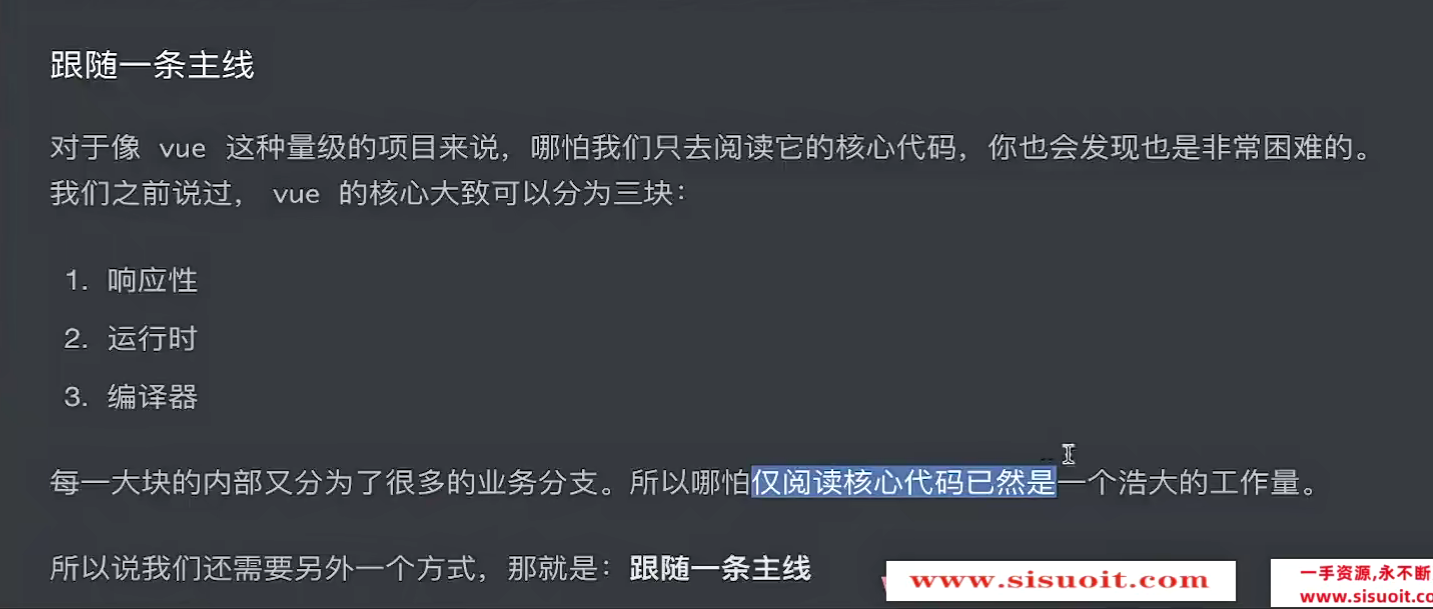 跟随一条主线
对于像 vue 这种量级的项目来说，哪怕我们只去阅读它的核心代码，你也会发现也是非常困难的。
我们之前说过， vue 的核心大致可以分为三块：
1. 响应性
2. 运行时
3. 编译器
每一大块的内部又分为了很多的业务分支。所以哪怕仅阅读核心代码已然是一个浩大的工作量。
所以说我们还需要另外一个方式，那就是：跟随一条主线
www.sisuoit.com
一手资源,永不断
www.sisuoit.co